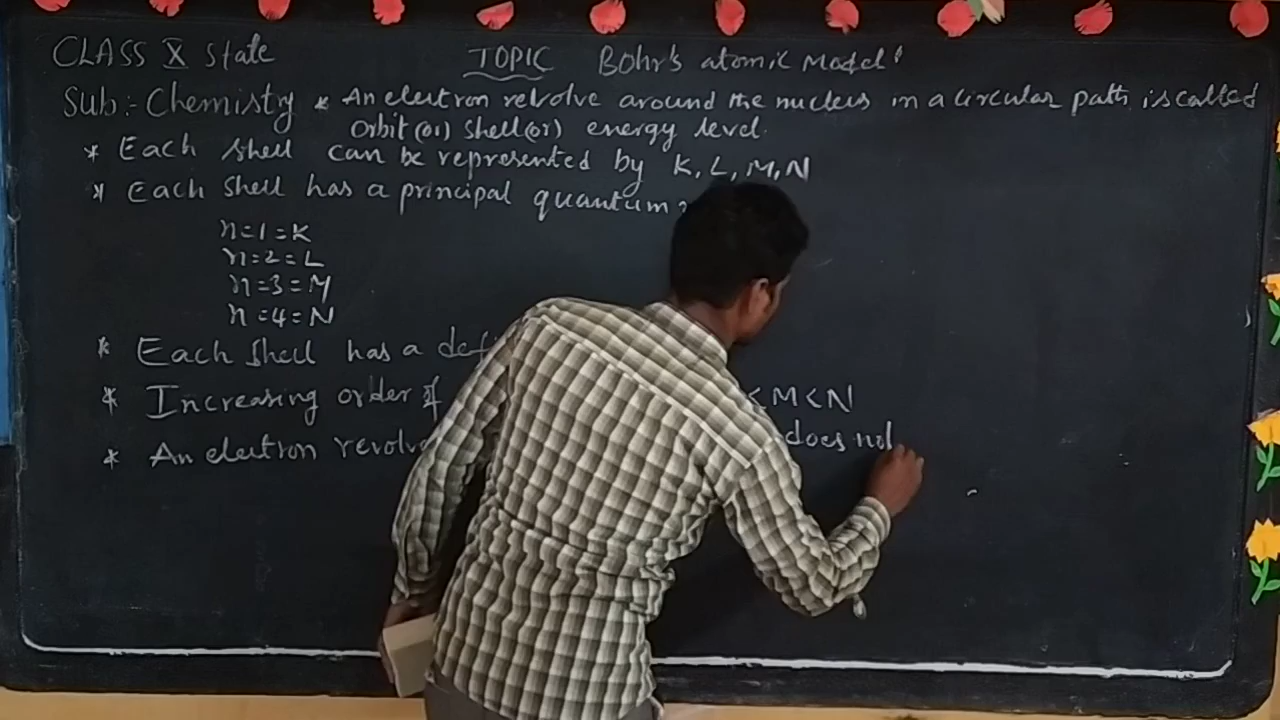 CLASS X State
TOPIC Bohr's atomic Model
Sub:- Chemistry * An electron revolve around the nucleus in a circular path is called
Orbit (or) Shell (or) energy level.
* Each shell can be represented by K, L, M, N
* Each Shell has a principal quantum
n=1=K
n=2=L
n=3=M
n=4=N
* Each Shell has a def
* Increasing order of < M < N
* An electron revolve does not